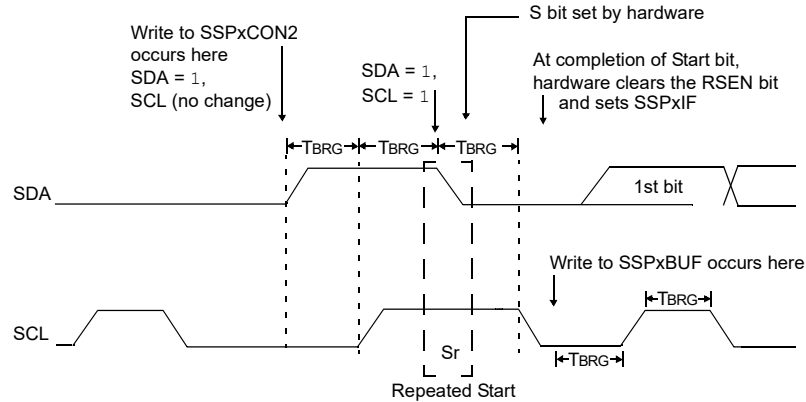 S bit set by hardware
Write to SSPxCON2
occurs here
SDA = 1,
SCL (no change)
SDA = 1,
SCL = 1
At completion of Start bit,
hardware clears the RSEN bit
and sets SSPxIF
TBRG
TBRG
TBRG
SDA
1st bit
Write to SSPxBUF occurs here
TBRG
SCL
Sr
TBRG
Repeated Start